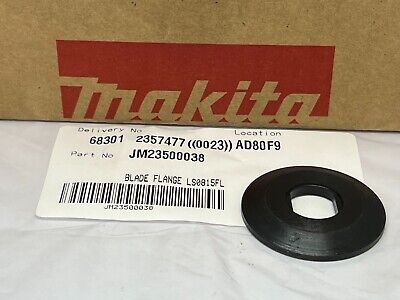 makita
Delivery No Location
68301 2357477 ((0023)) AD80F9
Part No JM23500038
BLADE FLANGE LS0815FL
JM23500038